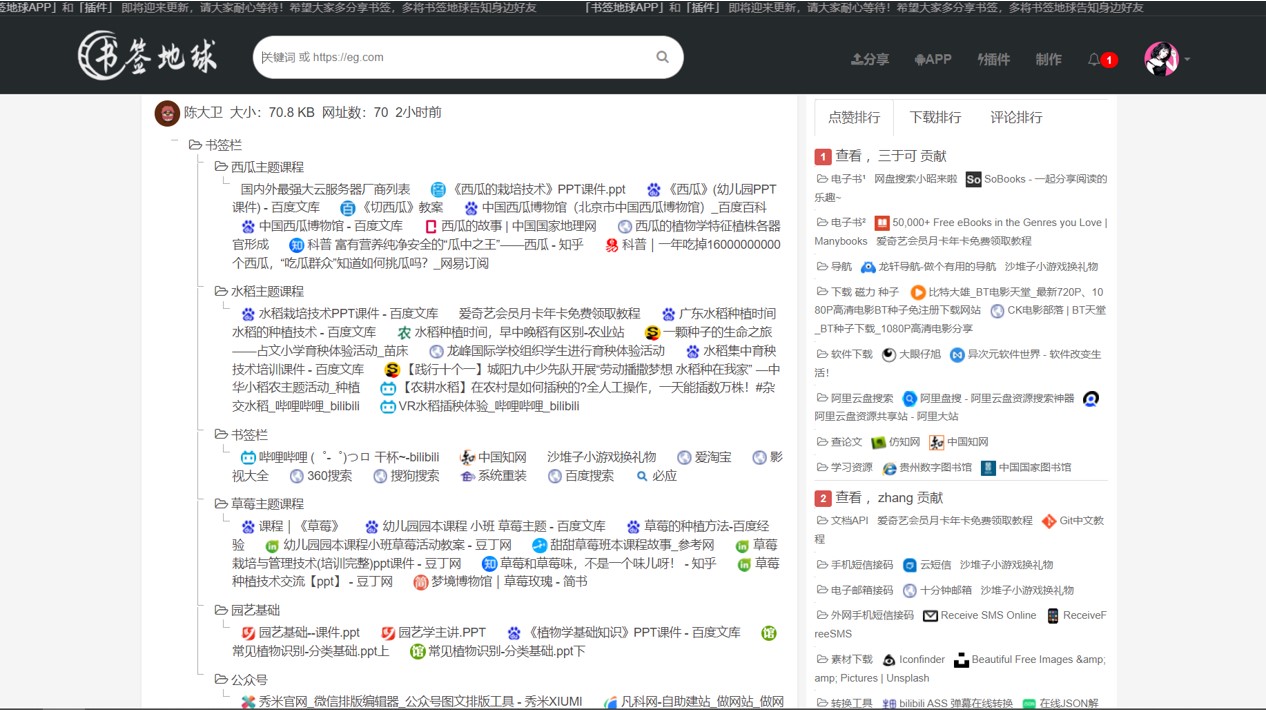 签地球APP」和「插件」 即将迎来更新，请大家耐心等待！希望大家多分享书签，多将书签地球告知身边好友 「书签地球APP」和「插件」 即将迎来更新，请大家耐心等待！希望大家多分享书签，多将书签地球告知身边好友
书签地球 关键词 或 https://eg.com 分享 APP 插件 制作 1
陈大卫 大小：70.8 KB 网址数：70 2小时前
书签栏
西瓜主题课程
国内外最强大云服务器厂商列表 《西瓜的栽培技术》PPT课件.ppt 《西瓜》(幼儿园PPT
课件) - 百度文库 《切西瓜》教案 中国西瓜博物馆（北京市中国西瓜博物馆）_百度百科
中国西瓜博物馆 - 百度文库 西瓜的故事 | 中国国家地理网 西瓜的植物学特征植株各器
官形成 科普 富有营养纯净安全的“瓜中之王”——西瓜 - 知乎 科普｜一年吃掉16000000000
个西瓜，“吃瓜群众”知道如何挑瓜吗？_网易订阅
水稻主题课程
水稻栽培技术PPT课件 - 百度文库 爱奇艺会员月卡年卡免费领取教程 广东水稻种植时间
水稻的种植技术 - 百度文库 水稻种植时间，早中晚稻有区别-农业站 一颗种子的生命之旅
——占文小学育秧体验活动_苗床 龙峰国际学校组织学生进行育秧体验活动 水稻集中育秧
技术培训课件 - 百度文库 【践行十个一】城阳九中少先队开展“劳动播撒梦想 水稻种在我家” —中
华小稻农主题活动_种植 【农耕水稻】在农村是如何插秧的?全人工操作，一天能插数万株！#杂
交水稻_哔哩哔哩_bilibili VR水稻插秧体验_哔哩哔哩_bilibili
书签栏
哔哩哔哩 (゜-゜)つロ 干杯~-bilibili 中国知网 沙堆子小游戏换礼物 爱淘宝 影
视大全 360搜索 搜狗搜索 系统重装 百度搜索 必应
草莓主题课程
课程｜《草莓》 幼儿园园本课程 小班 草莓主题 - 百度文库 草莓的种植方法-百度经
验 幼儿园园本课程小班草莓活动教案 - 豆丁网 甜甜草莓班本课程故事_参考网 草莓
栽培与管理技术(培训完整)ppt课件 - 豆丁网 草莓和草莓味，不是一个味儿呀！ - 知乎 草莓
种植技术交流【ppt】 - 豆丁网 梦境博物馆｜草莓玫瑰 - 简书
园艺基础
园艺基础--课件.ppt 园艺学主讲.PPT 《植物学基础知识》PPT课件 - 百度文库
常见植物识别-分类基础.ppt上 常见植物识别-分类基础.ppt下
公众号
秀米官网_微信排版编辑器_公众号图文排版工具 - 秀米XIUMI 凡科网-自助建站_做网站_做网
点赞排行 下载排行 评论排行
1 查看 ，三于可 贡献
电子书¹ 网盘搜索小昭来啦 SoBooks - 一起分享阅读的
乐趣~
电子书² 50,000+ Free eBooks in the Genres you Love |
Manybooks 爱奇艺会员月卡年卡免费领取教程
导航 龙轩导航-做个有用的导航 沙堆子小游戏换礼物
下载 磁力 种子 比特大雄_BT电影天堂_最新720P、10
80P高清电影BT种子免注册下载网站 CK电影部落 | BT天堂
_BT种子下载_1080P高清电影分享
软件下载 大眼仔旭 异次元软件世界 - 软件改变生
活！
阿里云盘搜索 阿里盘搜 - 阿里云盘资源搜索神器
阿里云盘资源共享站 - 阿里大站
查论文 仿知网 中国知网
学习资源 贵州数字图书馆 中国国家图书馆
2 查看 ，zhang 贡献
文档API 爱奇艺会员月卡年卡免费领取教程 Git中文教
程
手机短信接码 云短信 沙堆子小游戏换礼物
电子邮箱接码 十分钟邮箱 沙堆子小游戏换礼物
外网手机短信接码 Receive SMS Online ReceiveF
reeSMS
素材下载 Iconfinder Beautiful Free Images &amp;
amp; Pictures | Unsplash
转换工具 bilibili ASS 弹幕在线转换 在线JSON解